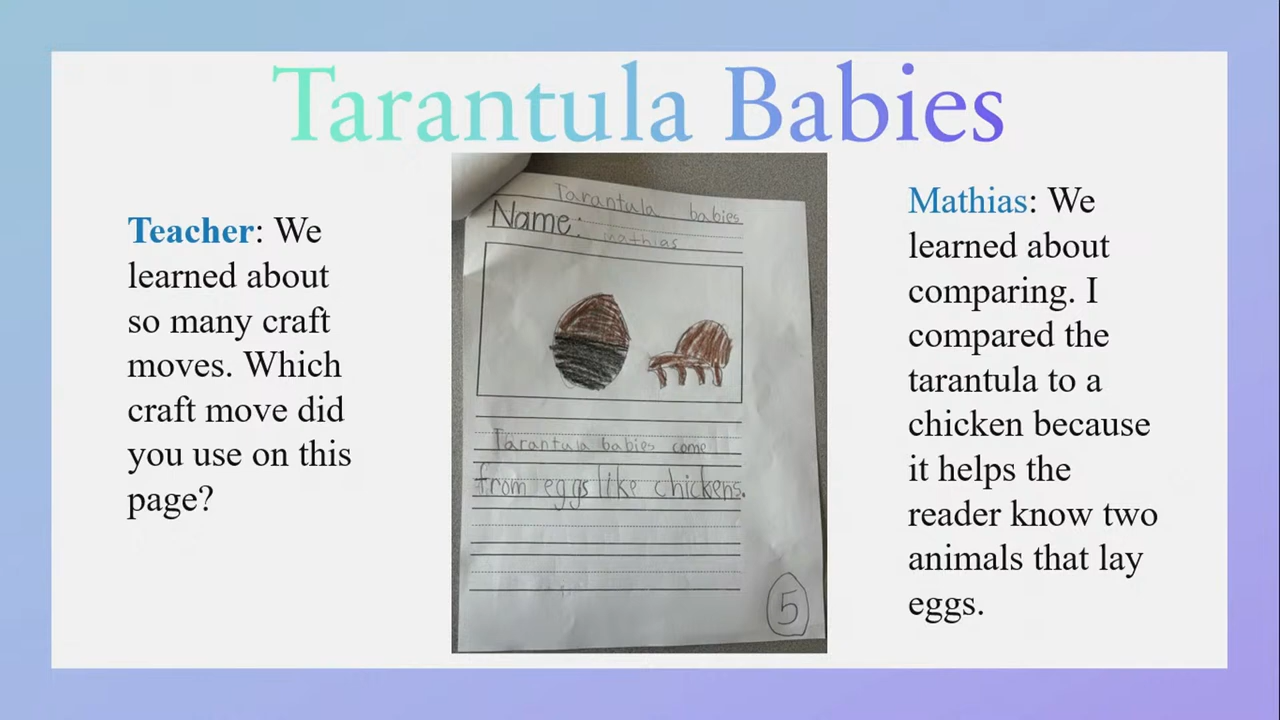 Tarantula Babies
Teacher: We
learned about
so many craft
moves. Which
craft move did
you use on this
page?
Tarantula babies
Name: mathias
Tarantula babies come
from eggs like chickens.
5
Mathias: We
learned about
comparing. I
compared the
tarantula to a
chicken because
it helps the
reader know two
animals that lay
eggs.